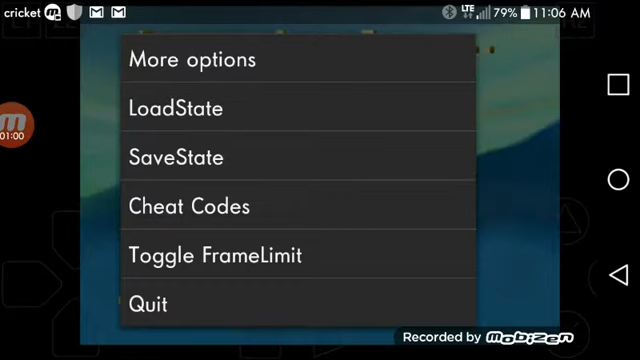 cricket
LTE
79%
11:06 AM
More options
LoadState
SaveState
Cheat Codes
Toggle FrameLimit
Quit
01:00
Recorded by mobizen